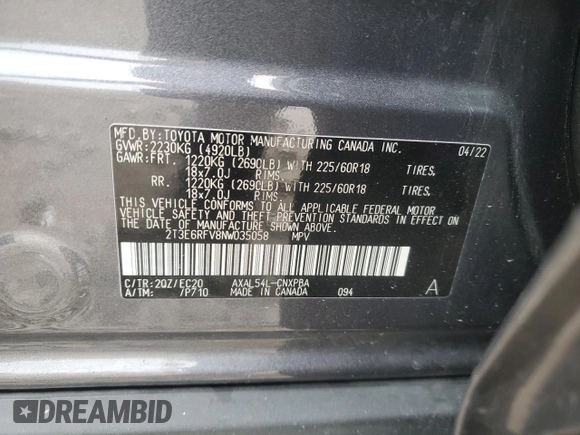 MFD.BY:TOYOTA MOTOR MANUFACTURING CANADA INC.
GVWR:2230KG (4920LB) 04/22
GAWR:FRT. 1220KG (2690LB) WITH 225/60R18 TIRES,
18x7.0J RIMS
RR. 1220KG (2690LB) WITH 225/60R18 TIRES,
18x7.0J RIMS
THIS VEHICLE CONFORMS TO ALL APPLICABLE FEDERAL MOTOR
VEHICLE SAFETY AND THEFT PREVENTION STANDARDS IN EFFECT ON
THE DATE OF MANUFACTURE SHOWN ABOVE.
2T3E6RFV8NW035058 MPV
C/TR:2QZ/EC20 AXAL54L-CNXPBA
A/TM: 7P710 MADE IN CANADA 094 A
DREAMBID
DREAMBID